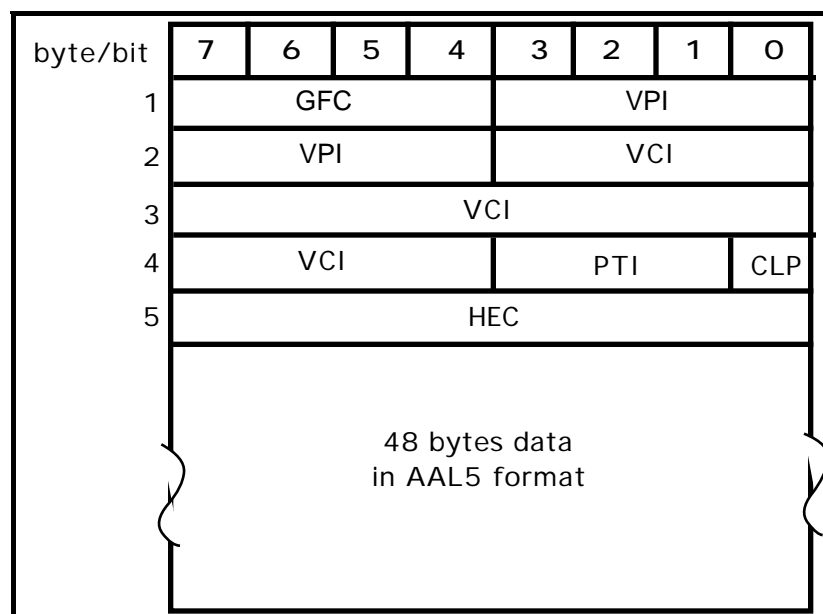 byte/bit 7 6 5 4 3 2 1 0
1 GFC VPI
2 VPI VCI
3 VCI
4 VCI PTI CLP
5 HEC
48 bytes data
in AAL5 format